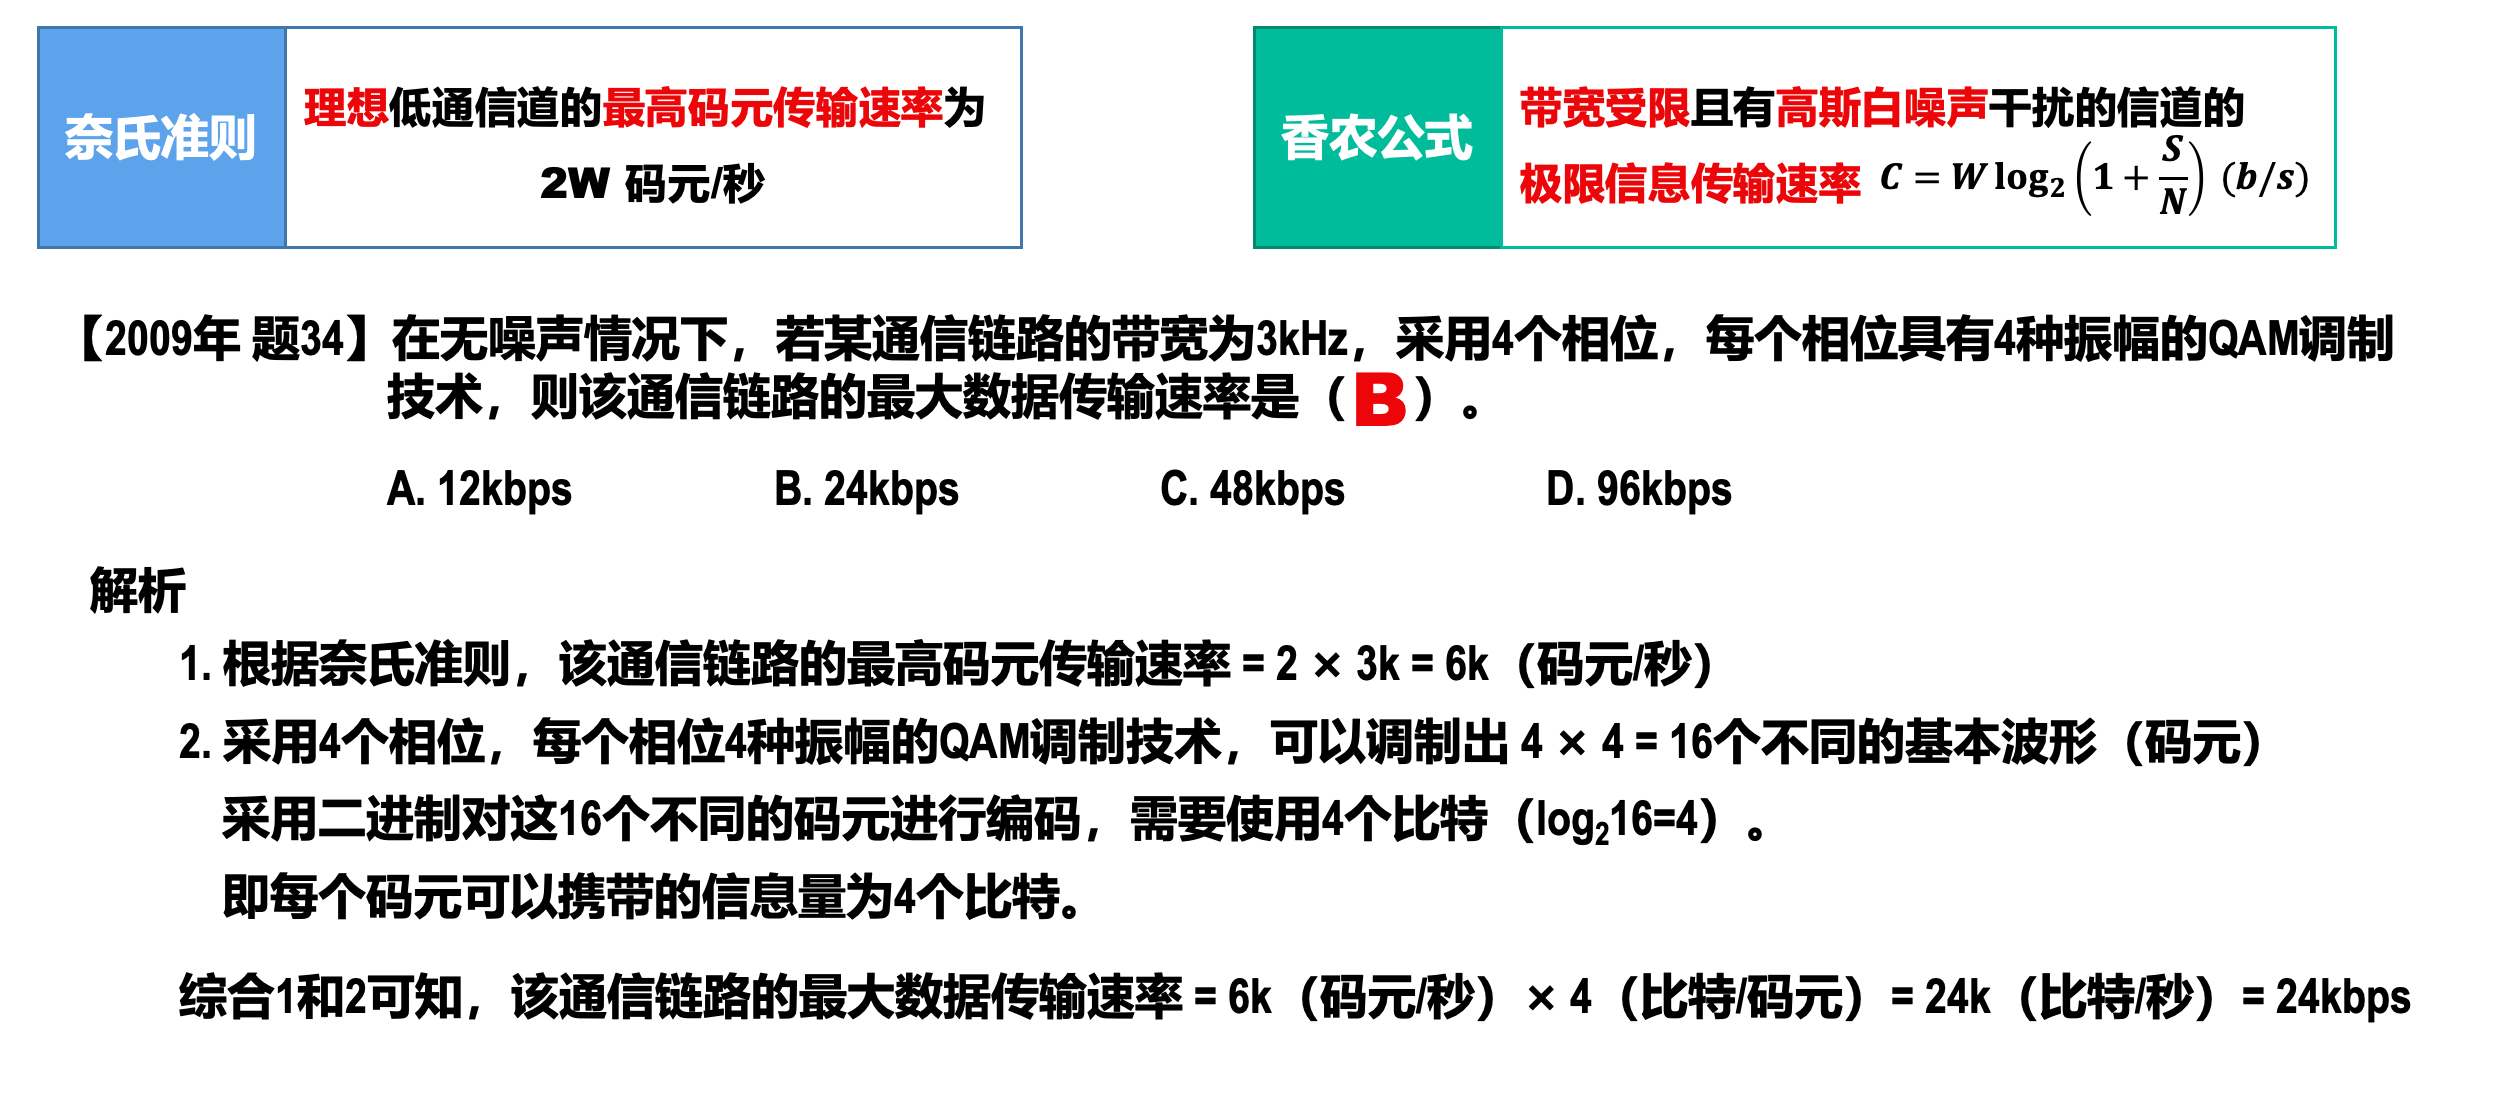 奈氏准则
理想低通信道的最高码元传输速率为
2W 码元/秒
香农公式
带宽受限且有高斯白噪声干扰的信道的
极限信息传输速率 C = W log₂ (1 + S/N) (b/s)
【2009年 题34】在无噪声情况下，若某通信链路的带宽为3kHz，采用4个相位，每个相位具有4种振幅的QAM调制
技术，则该通信链路的最大数据传输速率是（B）。
A. 12kbps B. 24kbps C. 48kbps D. 96kbps
解析
1. 根据奈氏准则，该通信链路的最高码元传输速率 = 2 × 3k = 6k（码元/秒）
2. 采用4个相位，每个相位4种振幅的QAM调制技术，可以调制出 4 × 4 = 16个不同的基本波形（码元）
采用二进制对这16个不同的码元进行编码，需要使用4个比特（log₂16=4）。
即每个码元可以携带的信息量为4个比特。
综合1和2可知，该通信链路的最大数据传输速率 = 6k（码元/秒）× 4（比特/码元）= 24k（比特/秒）= 24kbps